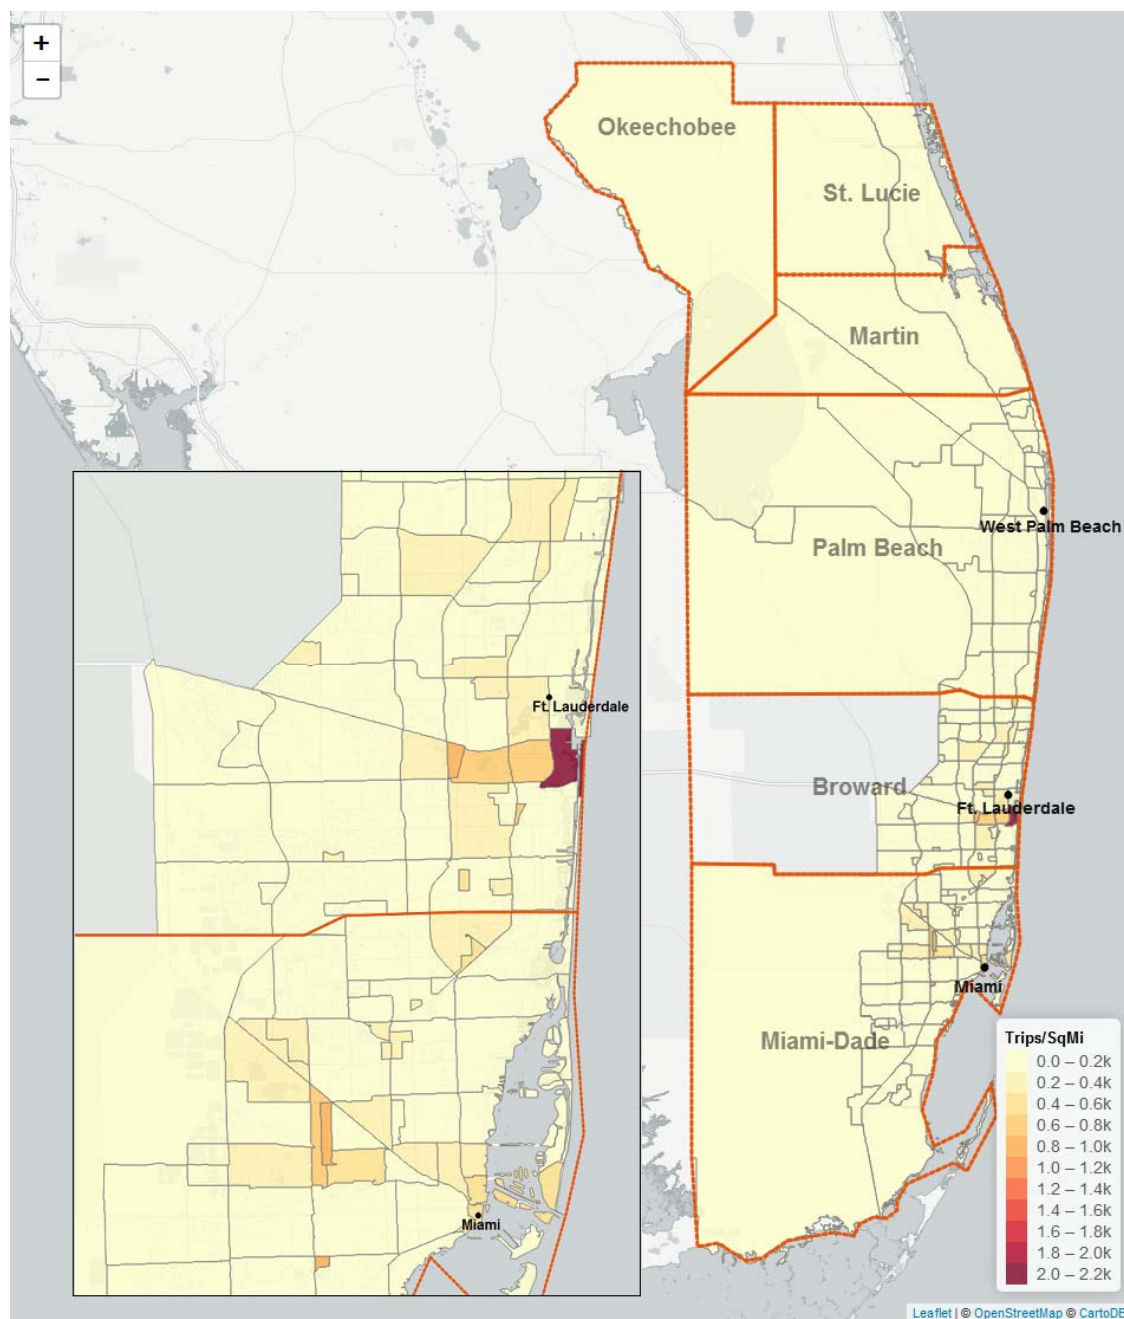 +
−
Okeechobee
St. Lucie
Martin
West Palm Beach
Palm Beach
Ft. Lauderdale
Broward
Ft. Lauderdale
Miami
Miami-Dade
Miami
Trips/SqMi
0.0 – 0.2k
0.2 – 0.4k
0.4 – 0.6k
0.6 – 0.8k
0.8 – 1.0k
1.0 – 1.2k
1.2 – 1.4k
1.4 – 1.6k
1.6 – 1.8k
1.8 – 2.0k
2.0 – 2.2k
Leaflet | © OpenStreetMap © CartoDB